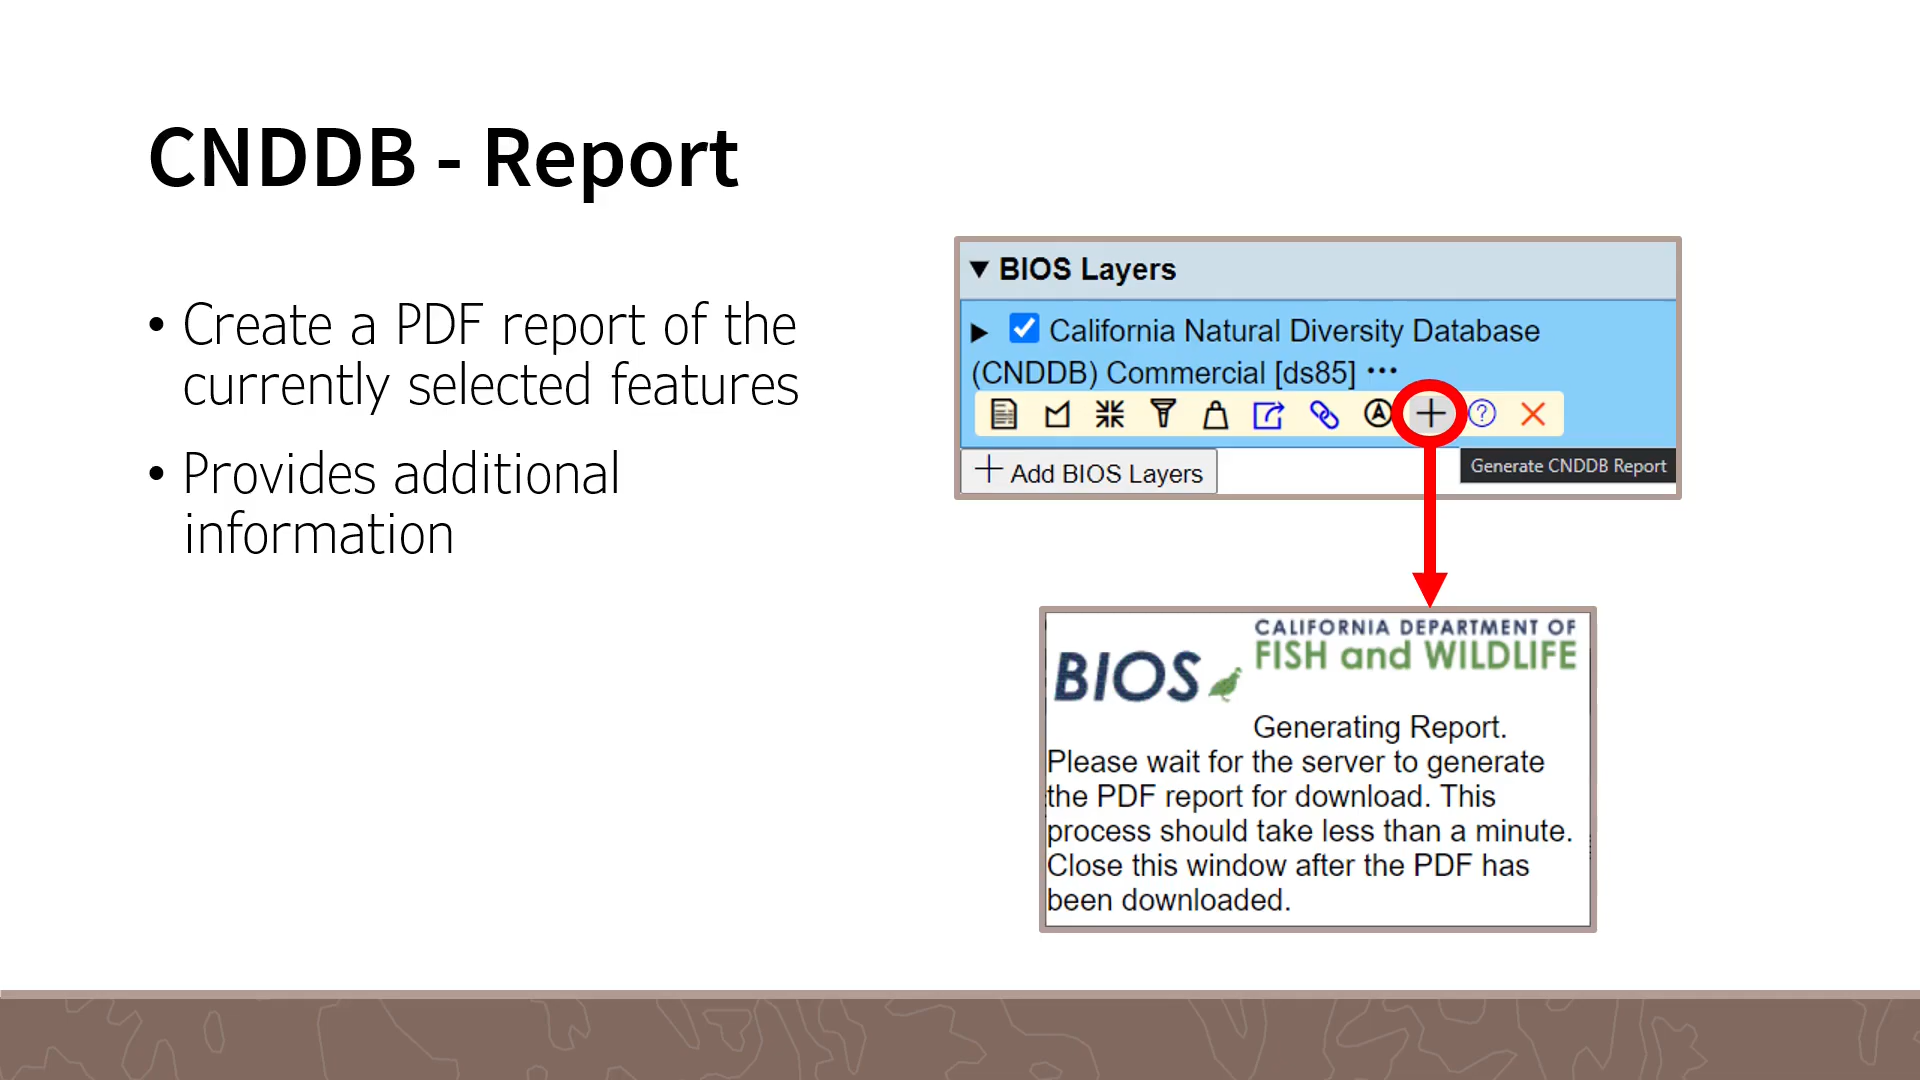 CNDDB - Report
• Create a PDF report of the
currently selected features
• Provides additional
information
BIOS Layers
California Natural Diversity Database
(CNDDB) Commercial [ds85] •••
Add BIOS Layers
Generate CNDDB Report
BIOS
CALIFORNIA DEPARTMENT OF
FISH and WILDLIFE
Generating Report.
Please wait for the server to generate
the PDF report for download. This
process should take less than a minute.
Close this window after the PDF has
been downloaded.